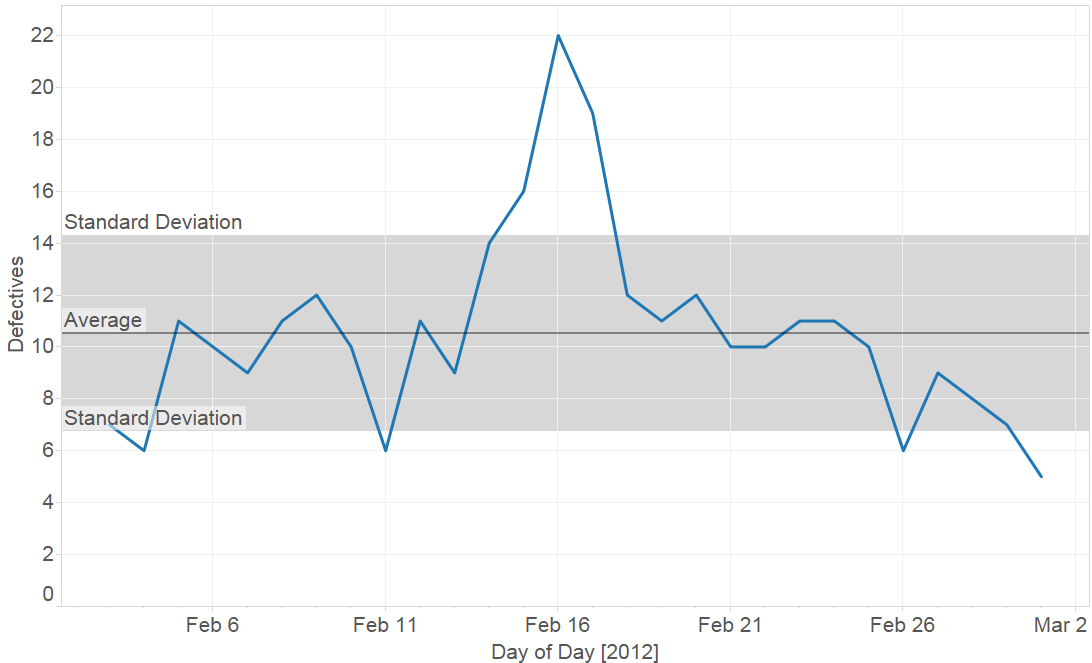 22
20
18
16
Standard Deviation
14
12
Average
10
8
Standard Deviation
6
4
2
0
Defectives
Feb 6 Feb 11 Feb 16 Feb 21 Feb 26 Mar 2
Day of Day [2012]